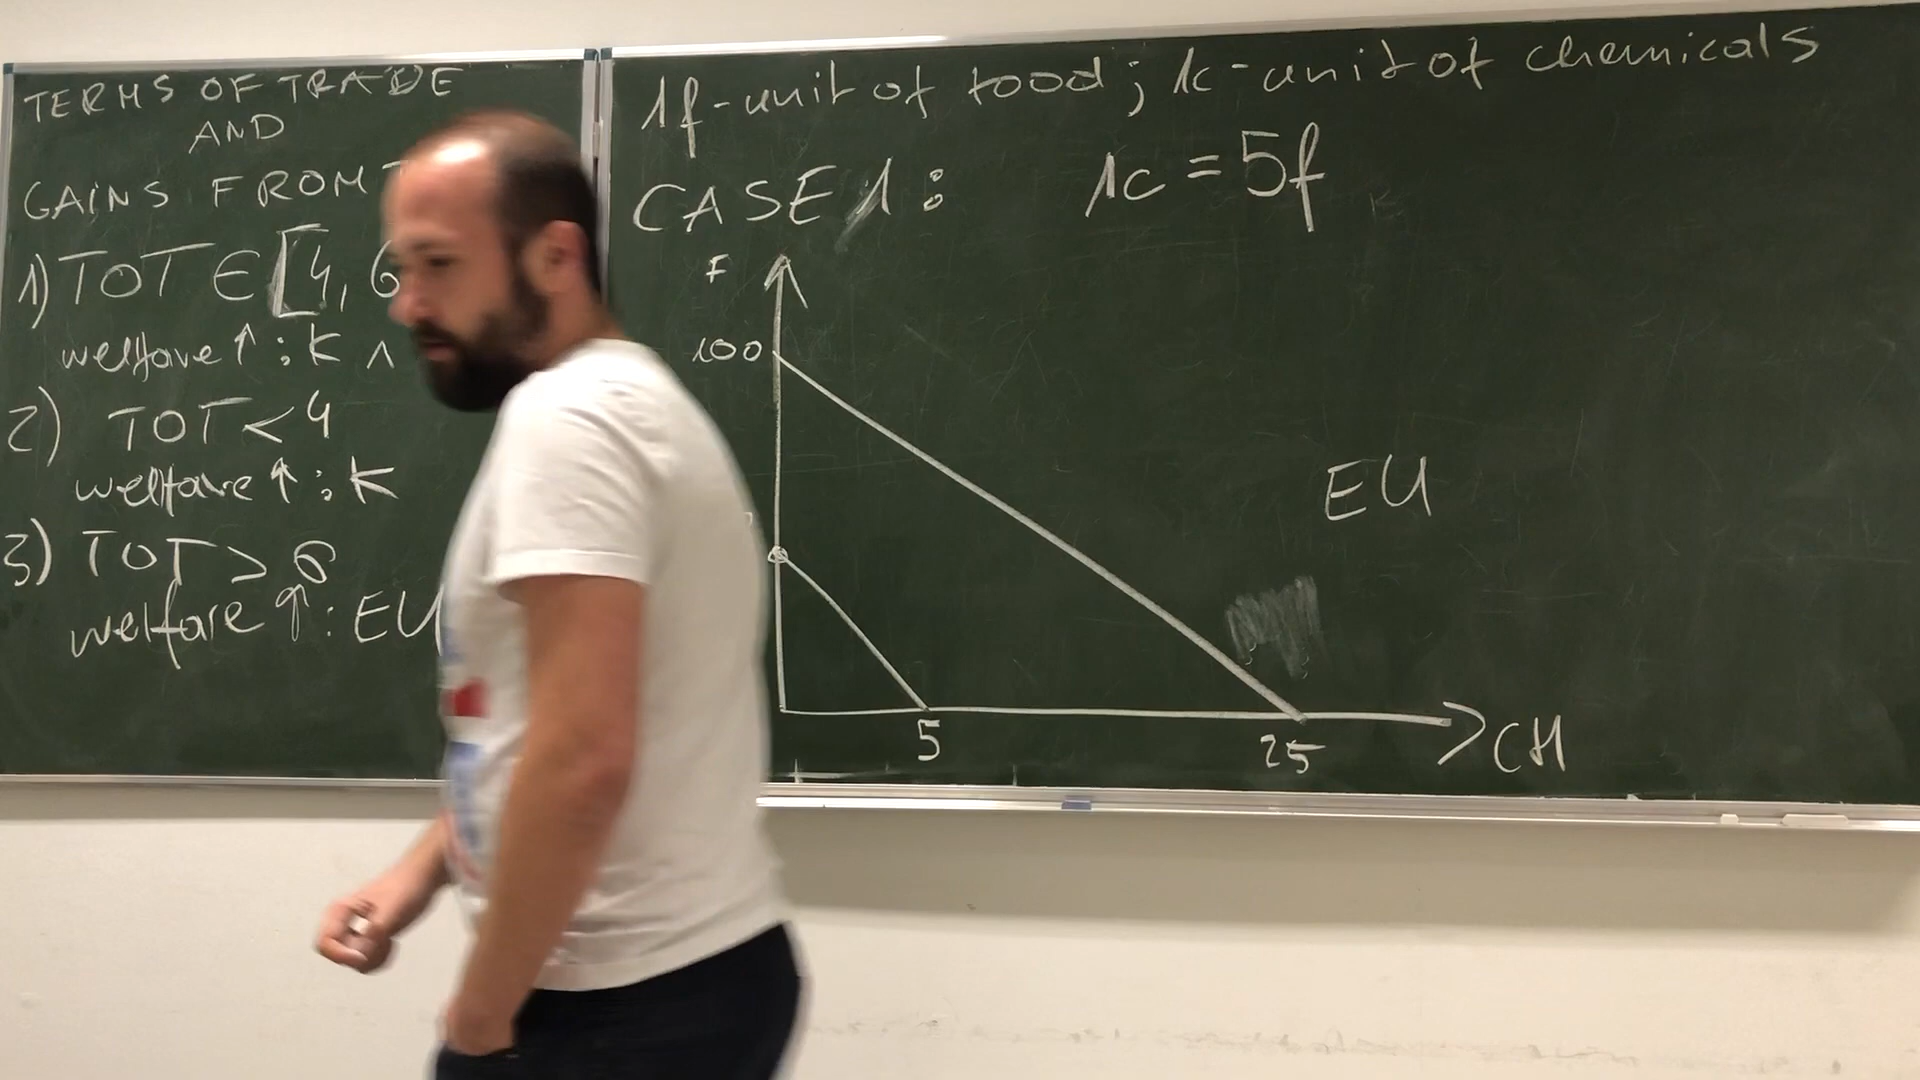 TERMS OF TRADE
AND
GAINS FROM
1) TOT ∈ [4, 6
welfare ↑ : K ∧
2) TOT < 4
welfare ↑ : K
3) TOT > 6
welfare ↑ : EU
1f - unit of food ; 1c - unit of chemicals
CASE 1 : 1c = 5f
F
100
EU
5
25
CH